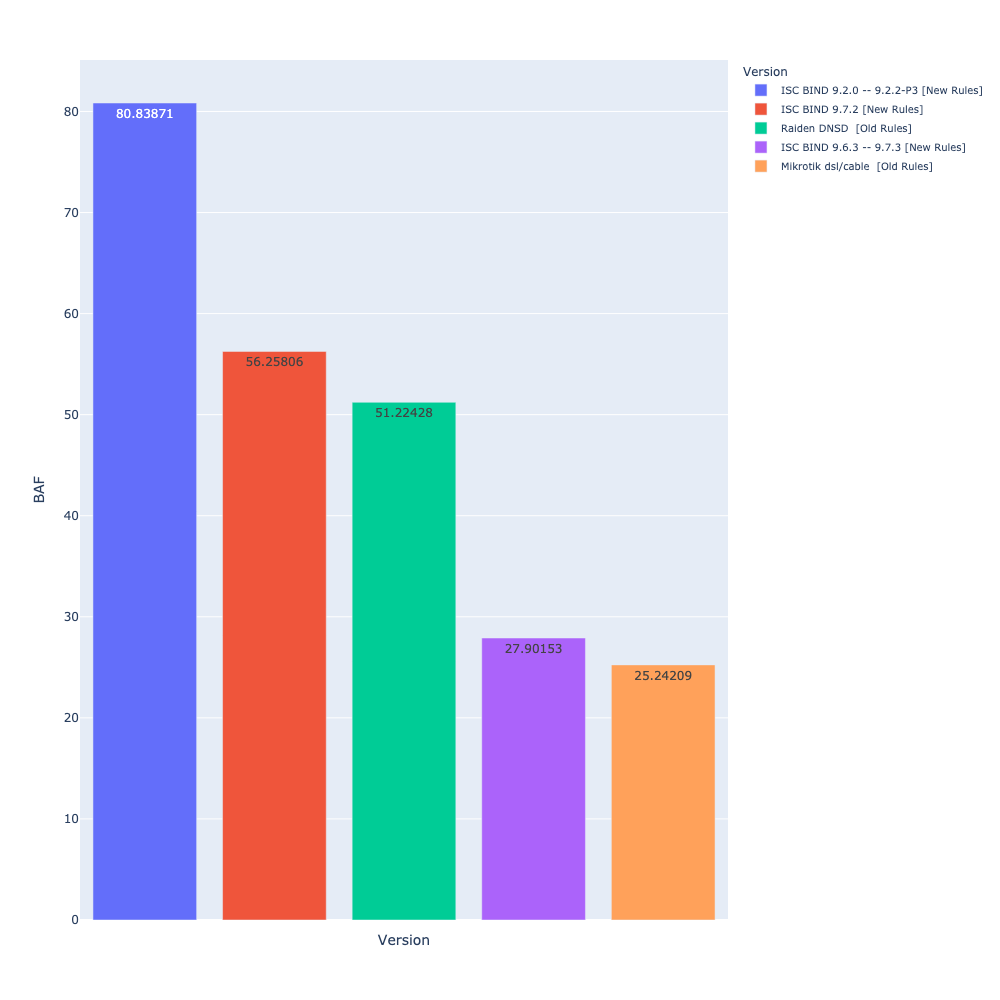 80
70
60
50
40
30
20
10
0
BAF
80.83871
56.25806
51.22428
27.90153
25.24209
Version
Version
ISC BIND 9.2.0 -- 9.2.2-P3 [New Rules]
ISC BIND 9.7.2 [New Rules]
Raiden DNSD  [Old Rules]
ISC BIND 9.6.3 -- 9.7.3 [New Rules]
Mikrotik dsl/cable  [Old Rules]